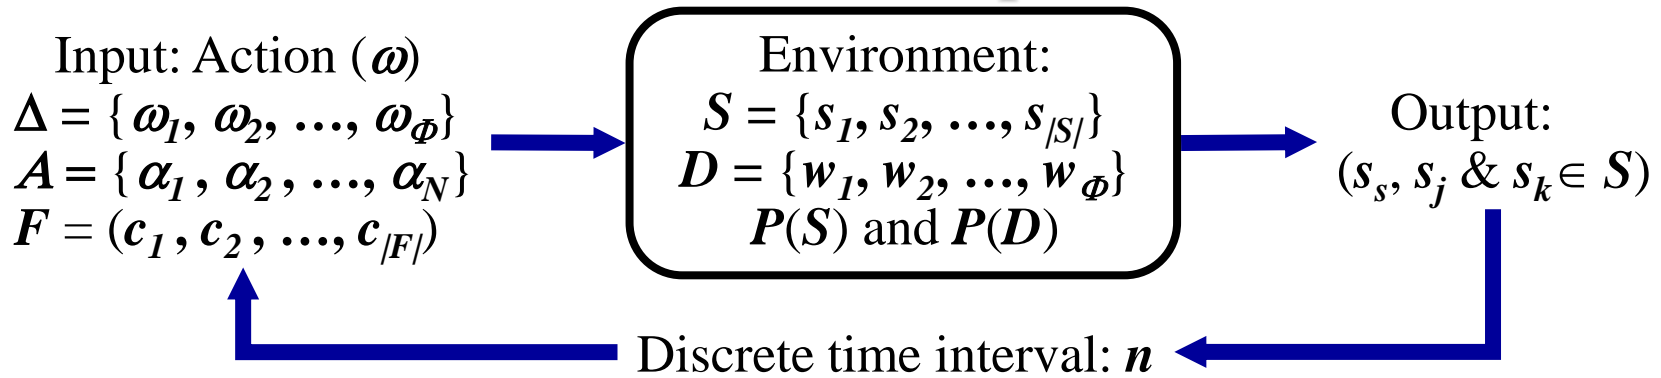 Input: Action (ω)
Δ = {ω1, ω2, …, ωΦ}
A = {α1 , α2 , …, αN}
F = (c1 , c2 , …, c|F|)
Environment:
S = {s1, s2, …, s|S|}
D = {w1, w2, …, wΦ}
P(S) and P(D)
Output:
(ss, sj & sk ∈ S)
Discrete time interval: n